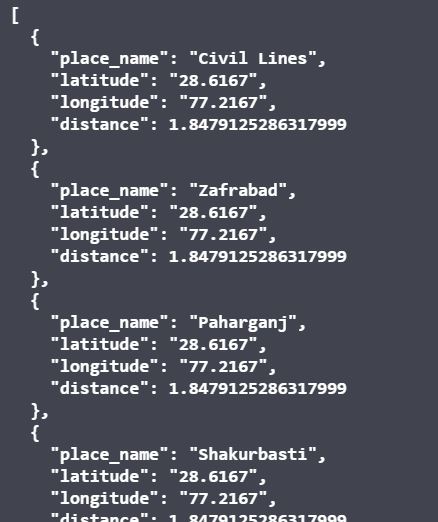 [
  {
    "place_name": "Civil Lines",
    "latitude": "28.6167",
    "longitude": "77.2167",
    "distance": 1.8479125286317999
  },
  {
    "place_name": "Zafrabad",
    "latitude": "28.6167",
    "longitude": "77.2167",
    "distance": 1.8479125286317999
  },
  {
    "place_name": "Paharganj",
    "latitude": "28.6167",
    "longitude": "77.2167",
    "distance": 1.8479125286317999
  },
  {
    "place_name": "Shakurbasti",
    "latitude": "28.6167",
    "longitude": "77.2167",
    "distance": 1.8479125286317999